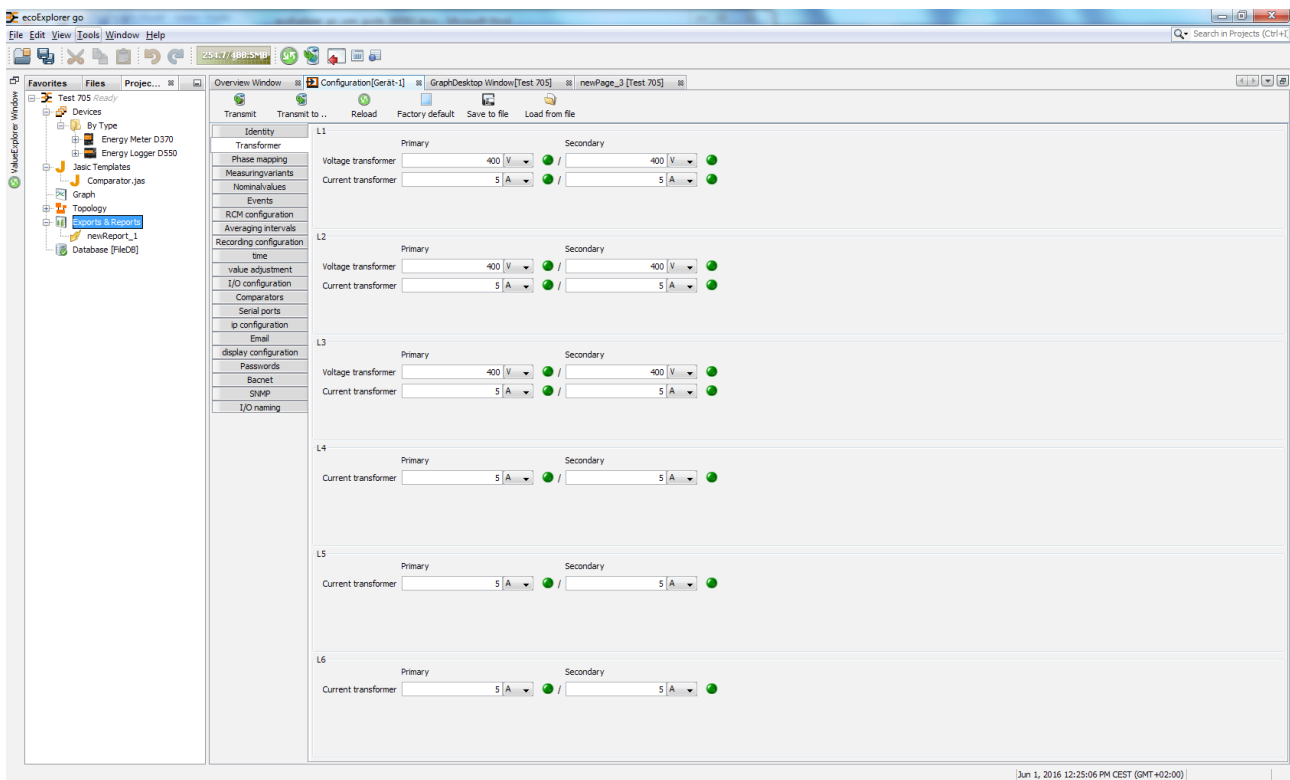 ecoExplorer go
File Edit View Tools Window Help
Search in Projects (Ctrl+I)
254.7/488.5MB
Favorites Files Projec...
Overview Window Configuration[Gerät-1] GraphDesktop Window[Test 705] newPage_3 [Test 705]
ValueExplorer Window
Test 705 Ready
Devices
By Type
Energy Meter D370
Energy Logger D550
Jasic Templates
Comparator.jas
Graph
Topology
Exports & Reports
newReport_1
Database [FileDB]
Transmit Transmit to .. Reload Factory default Save to file Load from file
Identity
Transformer
Phase mapping
Measuringvariants
Nominalvalues
Events
RCM configuration
Averaging intervals
Recording configuration
time
value adjustment
I/O configuration
Comparators
Serial ports
ip configuration
Email
display configuration
Passwords
Bacnet
SNMP
I/O naming
L1
Primary Secondary
Voltage transformer 400 V / 400 V
Current transformer 5 A / 5 A
L2
Primary Secondary
Voltage transformer 400 V / 400 V
Current transformer 5 A / 5 A
L3
Primary Secondary
Voltage transformer 400 V / 400 V
Current transformer 5 A / 5 A
L4
Primary Secondary
Current transformer 5 A / 5 A
L5
Primary Secondary
Current transformer 5 A / 5 A
L6
Primary Secondary
Current transformer 5 A / 5 A
Jun 1, 2016 12:25:06 PM CEST (GMT+02:00)